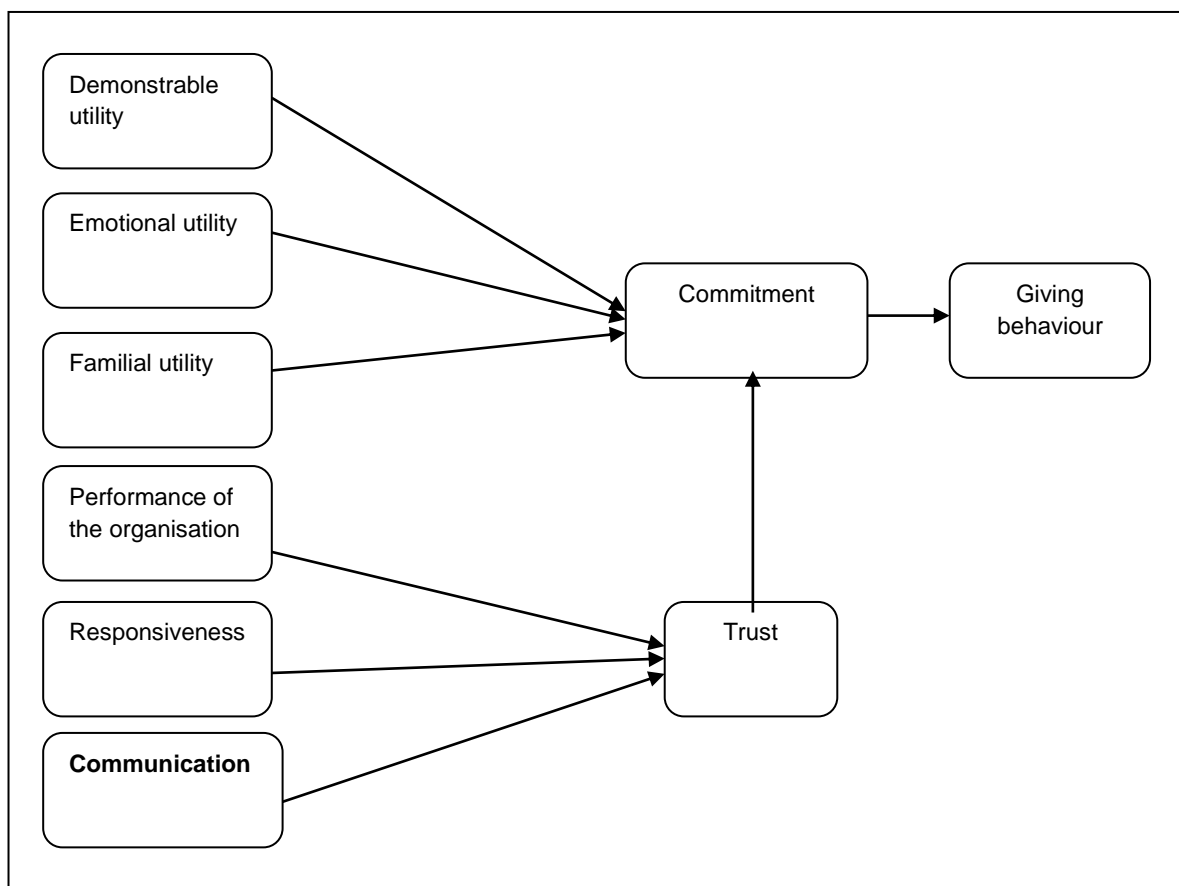 Demonstrable
utility
Emotional utility
Familial utility
Commitment
Giving
behaviour
Performance of
the organisation
Responsiveness
Trust
Communication